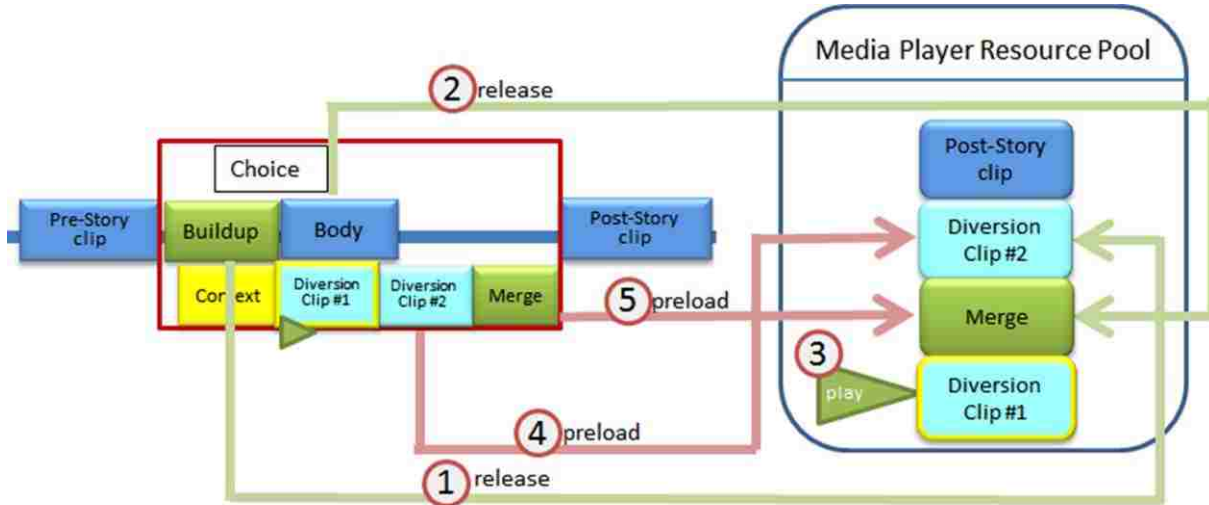 Media Player Resource Pool
2 release
Choice
Post-Story
clip
Pre-Story
clip
Buildup
Body
Post-Story
clip
Diversion
Clip #2
Context
Diversion
Clip #1
Diversion
Clip #2
Merge
5 preload
Merge
3
play
Diversion
Clip #1
4 preload
1 release